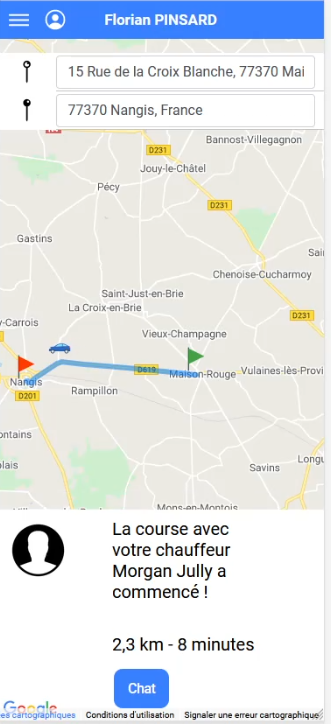 Florian PINSARD
15 Rue de la Croix Blanche, 77370 Mai
77370 Nangis, France
Bannost-Villegagnon
D231
Jouy-le-Châtel
Pécy
D231
Gastins
Chenoise-Cucharmoy
Saint-Just-en-Brie
La Croix-en-Brie
D231
-Carrois
Vieux-Champagne
D619
Maison-Rouge
Vulaines-lès-Provi
Nangis
Rampillon
D201
ontains
Longu
Savins
Mons-en-Montois
La course avec
votre chauffeur
Morgan Jully a
commencé !
2,3 km - 8 minutes
Chat
Google
es cartographiques Conditions d'utilisation Signaler une erreur cartographique